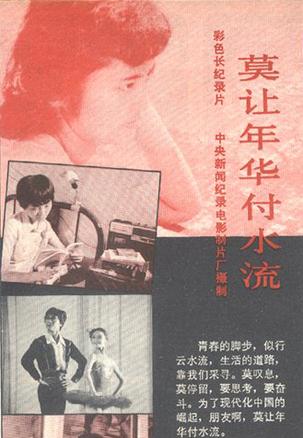 莫让年华付水流
彩色长纪录片
中央新闻纪录电影制片厂摄制
青春的脚步，似行
云水流，生活的道路，
靠我们采寻。莫叹息，
莫停留，要思考，要奋
斗。为了现代化中国的
崛起，朋友啊，莫让年
华付水流。